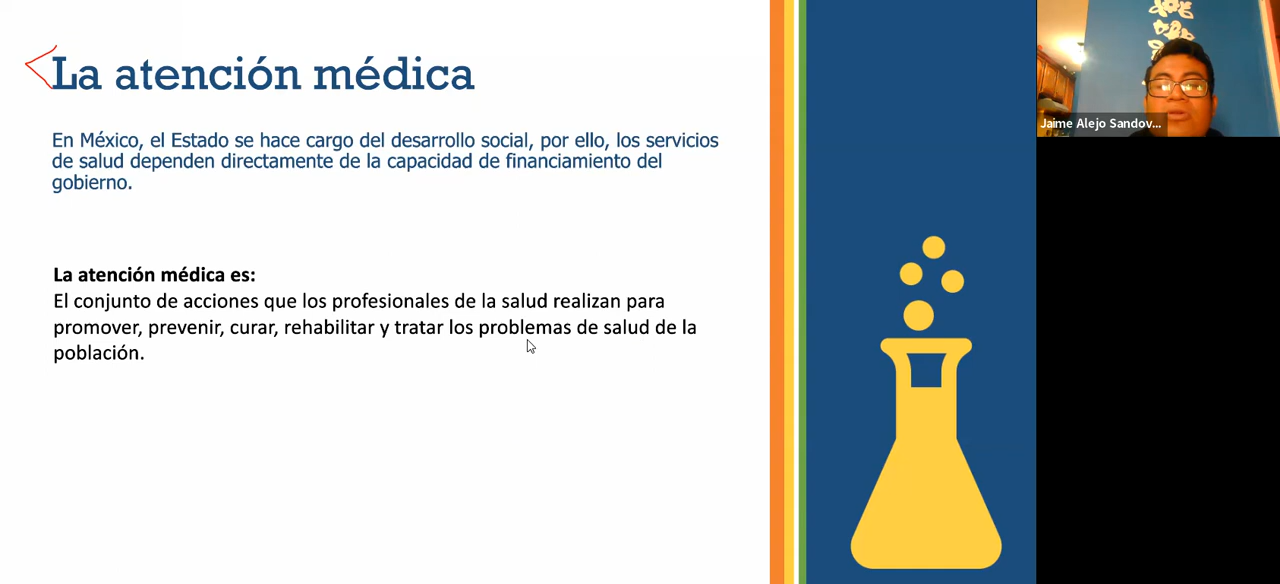 La atención médica
En México, el Estado se hace cargo del desarrollo social, por ello, los servicios
de salud dependen directamente de la capacidad de financiamiento del
gobierno.
La atención médica es:
El conjunto de acciones que los profesionales de la salud realizan para
promover, prevenir, curar, rehabilitar y tratar los problemas de salud de la
población.
Jaime Alejo Sandov...